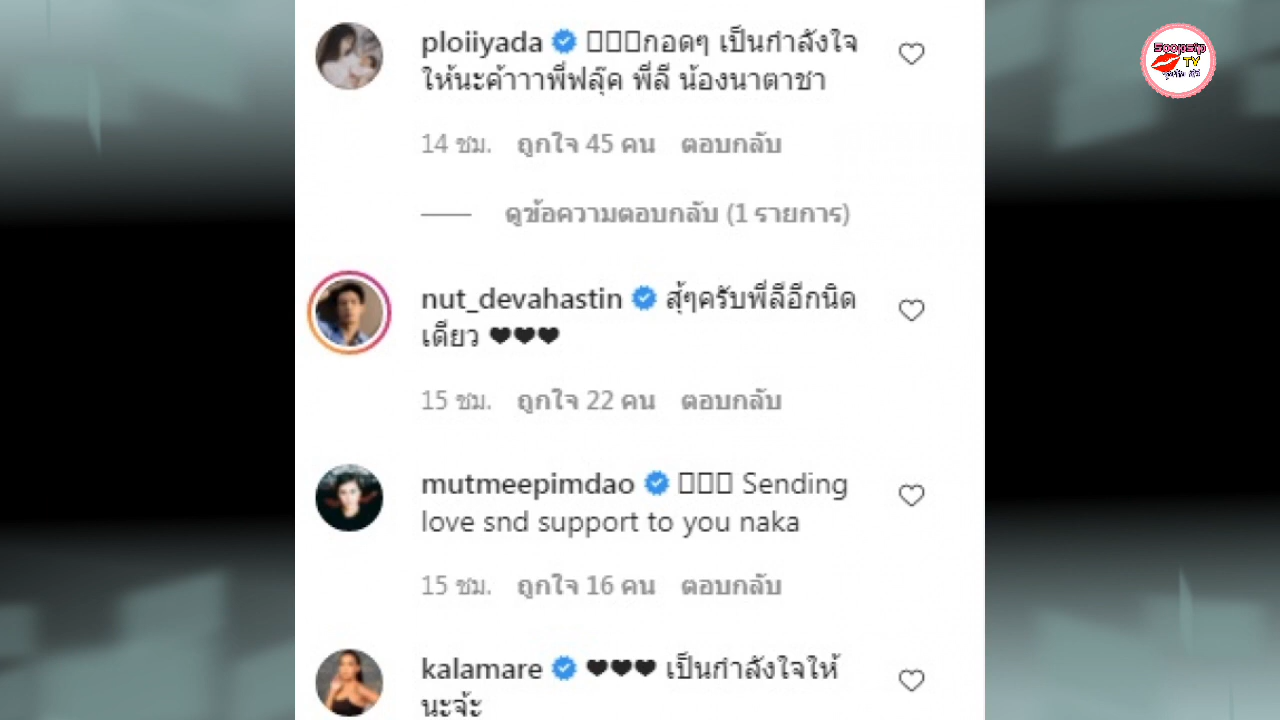 ploiiyada □□□กอดๆ เป็นกำลังใจ
ให้นะค้าาาพี่ฟลุ๊ค พี่ลี น้องนาตาชา
14 ชม. ถูกใจ 45 คน ตอบกลับ
ดูข้อความตอบกลับ (1 รายการ)
nut_devahastin สุ้ๆครับพี่ลีอีกนิด
เดียว ❤❤❤
15 ชม. ถูกใจ 22 คน ตอบกลับ
mutmeepimdao □□□ Sending
love snd support to you naka
15 ชม. ถูกใจ 16 คน ตอบกลับ
kalamare ❤❤❤ เป็นกำลังใจให้
นะจ้ะ
soopsip
TV